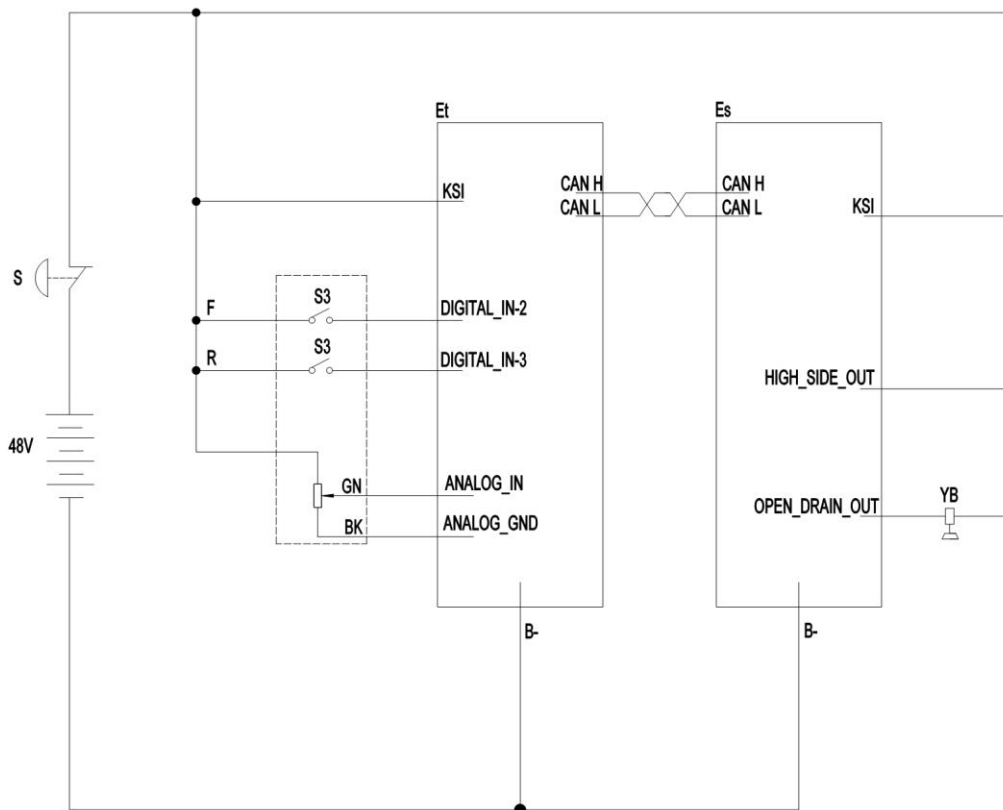 Et
Es
KSI
CAN H
CAN L
CAN H
CAN L
KSI
S
F
S3
DIGITAL_IN-2
R
S3
DIGITAL_IN-3
HIGH_SIDE_OUT
48V
GN
ANALOG_IN
BK
ANALOG_GND
OPEN_DRAIN_OUT
YB
B-
B-